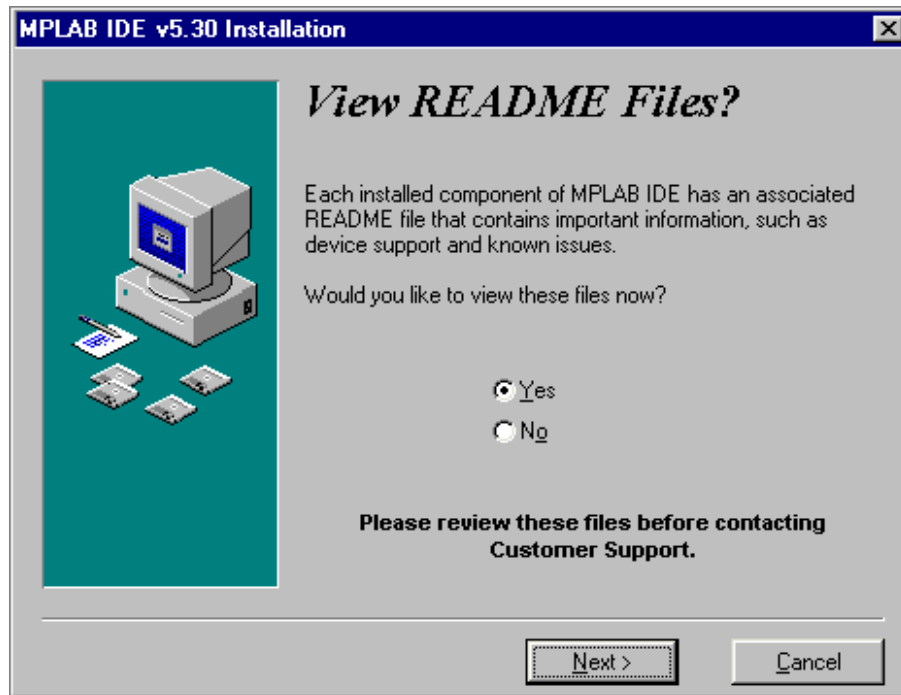 MPLAB IDE v5.30 Installation
View README Files?
Each installed component of MPLAB IDE has an associated
README file that contains important information, such as
device support and known issues.
Would you like to view these files now?
Yes
No
Please review these files before contacting
Customer Support.
Next >
Cancel